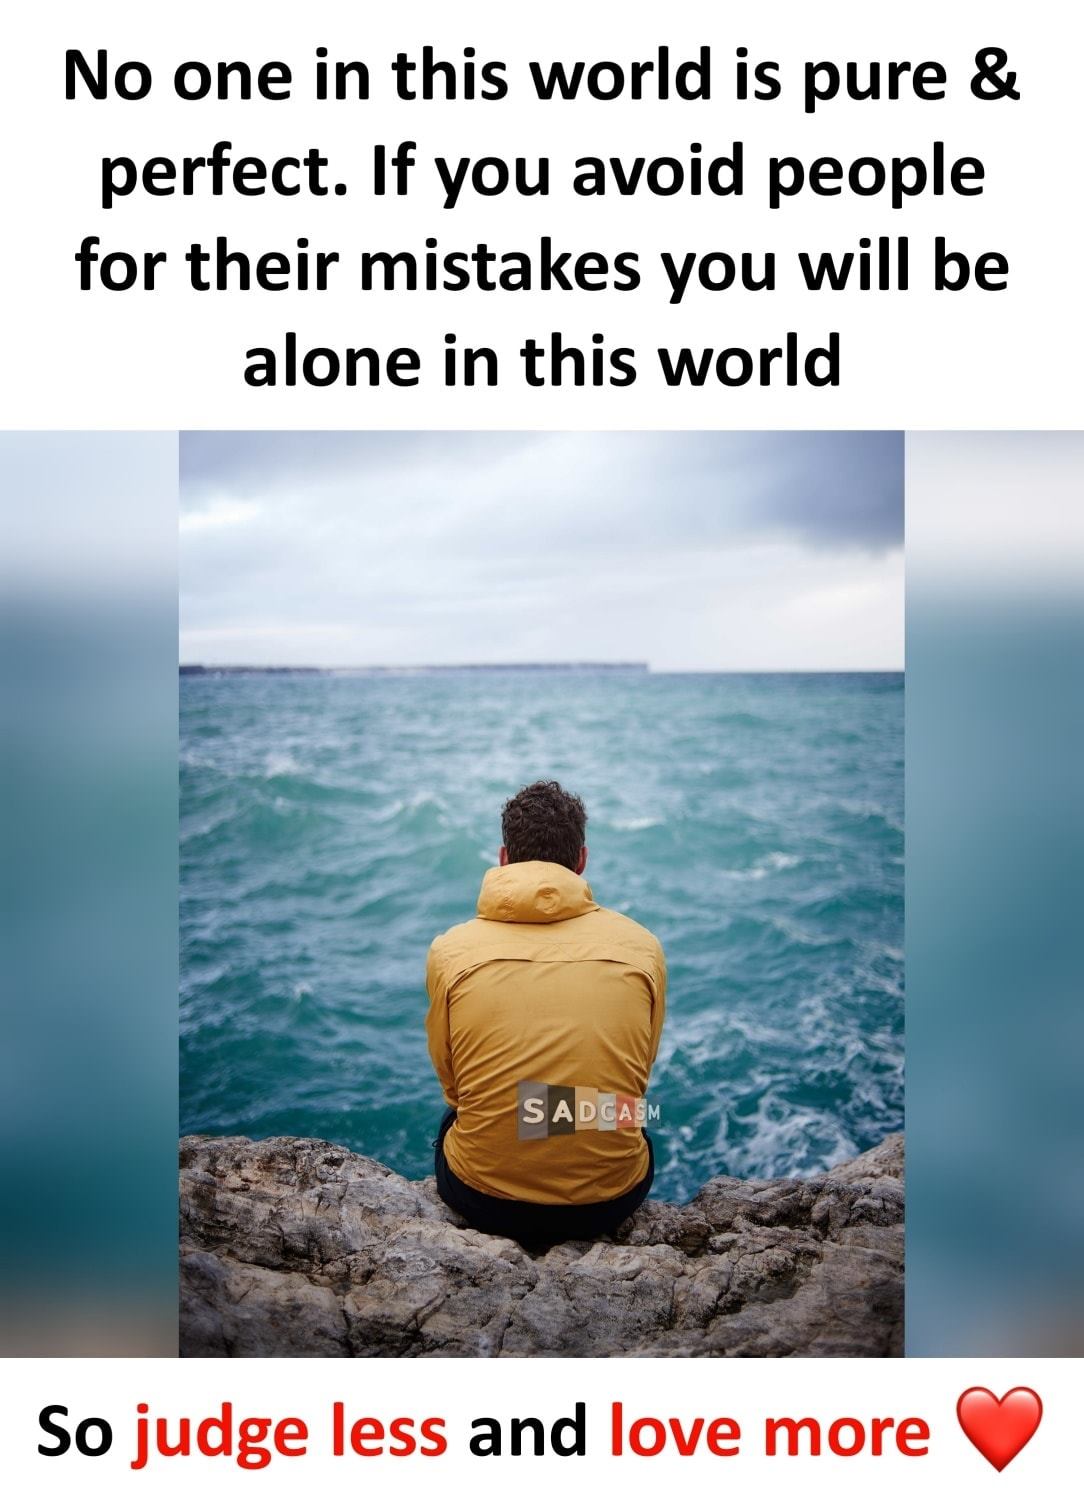 No one in this world is pure &
perfect. If you avoid people
for their mistakes you will be
alone in this world
SADCASM
So judge less and love more ❤️